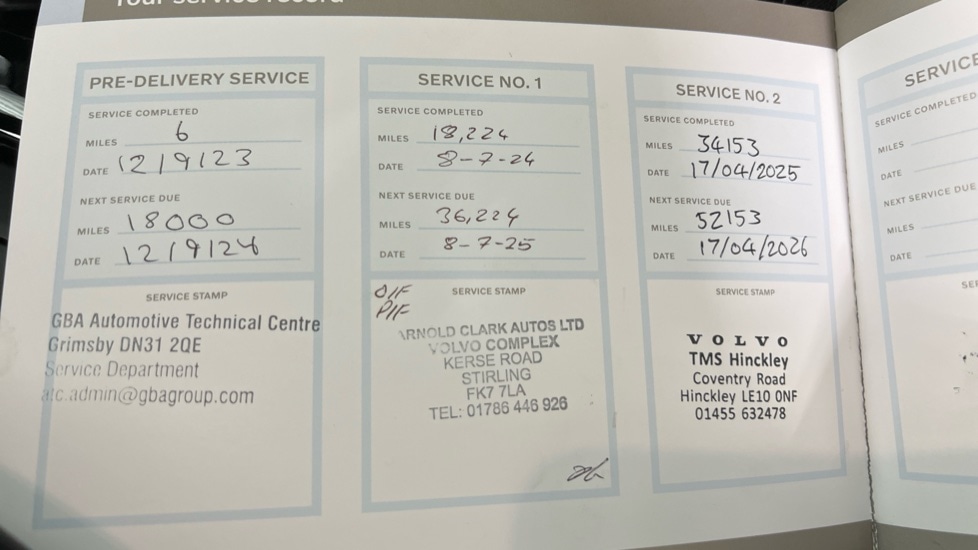 Your service record
PRE-DELIVERY SERVICE
SERVICE COMPLETED
MILES 6
DATE 12/9/23
NEXT SERVICE DUE
MILES 18000
DATE 12/9/24
SERVICE STAMP
GBA Automotive Technical Centre
Grimsby DN31 2QE
Service Department
atc.admin@gbagroup.com
SERVICE NO. 1
SERVICE COMPLETED
MILES 18,224
DATE 8-7-24
NEXT SERVICE DUE
MILES 36,224
DATE 8-7-25
O/F
P/F
SERVICE STAMP
ARNOLD CLARK AUTOS LTD
VOLVO COMPLEX
KERSE ROAD
STIRLING
FK7 7LA
TEL: 01786 446 926
SERVICE NO. 2
SERVICE COMPLETED
MILES 34153
DATE 17/04/2025
NEXT SERVICE DUE
MILES 52153
DATE 17/04/2026
SERVICE STAMP
VOLVO
TMS Hinckley
Coventry Road
Hinckley LE10 0NF
01455 632478
SERVICE
SERVICE COMPLETED
MILES
DATE
NEXT SERVICE DUE
MILES
DATE